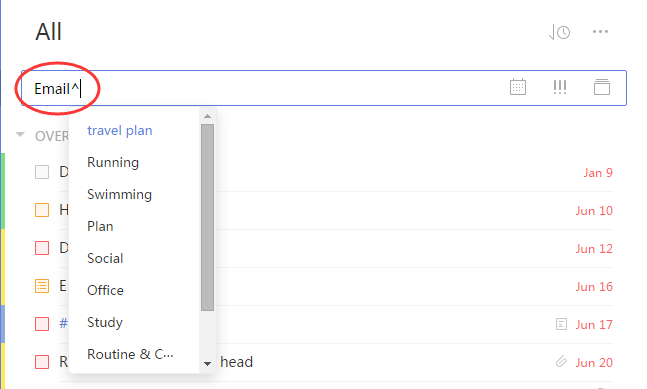 All
Email^
OVER
travel plan
Running
Swimming
Plan
Social
Office
Study
Routine & C...
D Jan 9
H Jun 10
D Jun 12
E Jun 16
# Jun 17
R head Jun 20